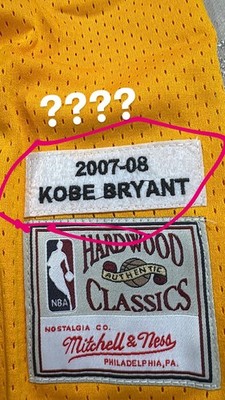 ????
2007-08
KOBE BRYANT
HARDWOOD
AUTHENTIC
CLASSICS
NBA
NOSTALGIA CO.
Mitchell & Ness
PHILADELPHIA, PA.